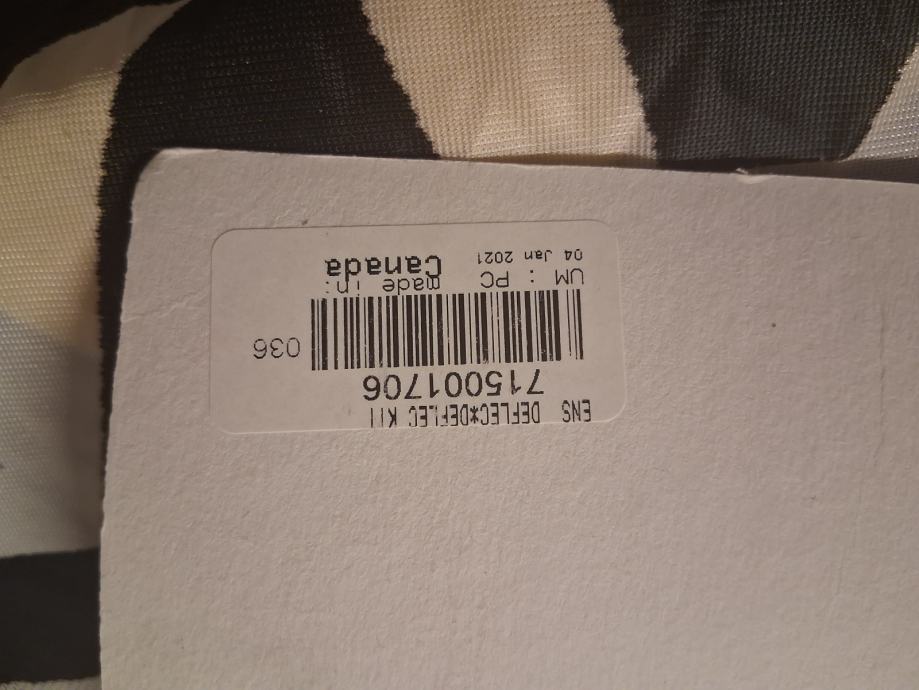 ENS DEFLEC*DEFLEC KIT
715001706
036
UM : PC made in:
04 Jan 2021 Canada